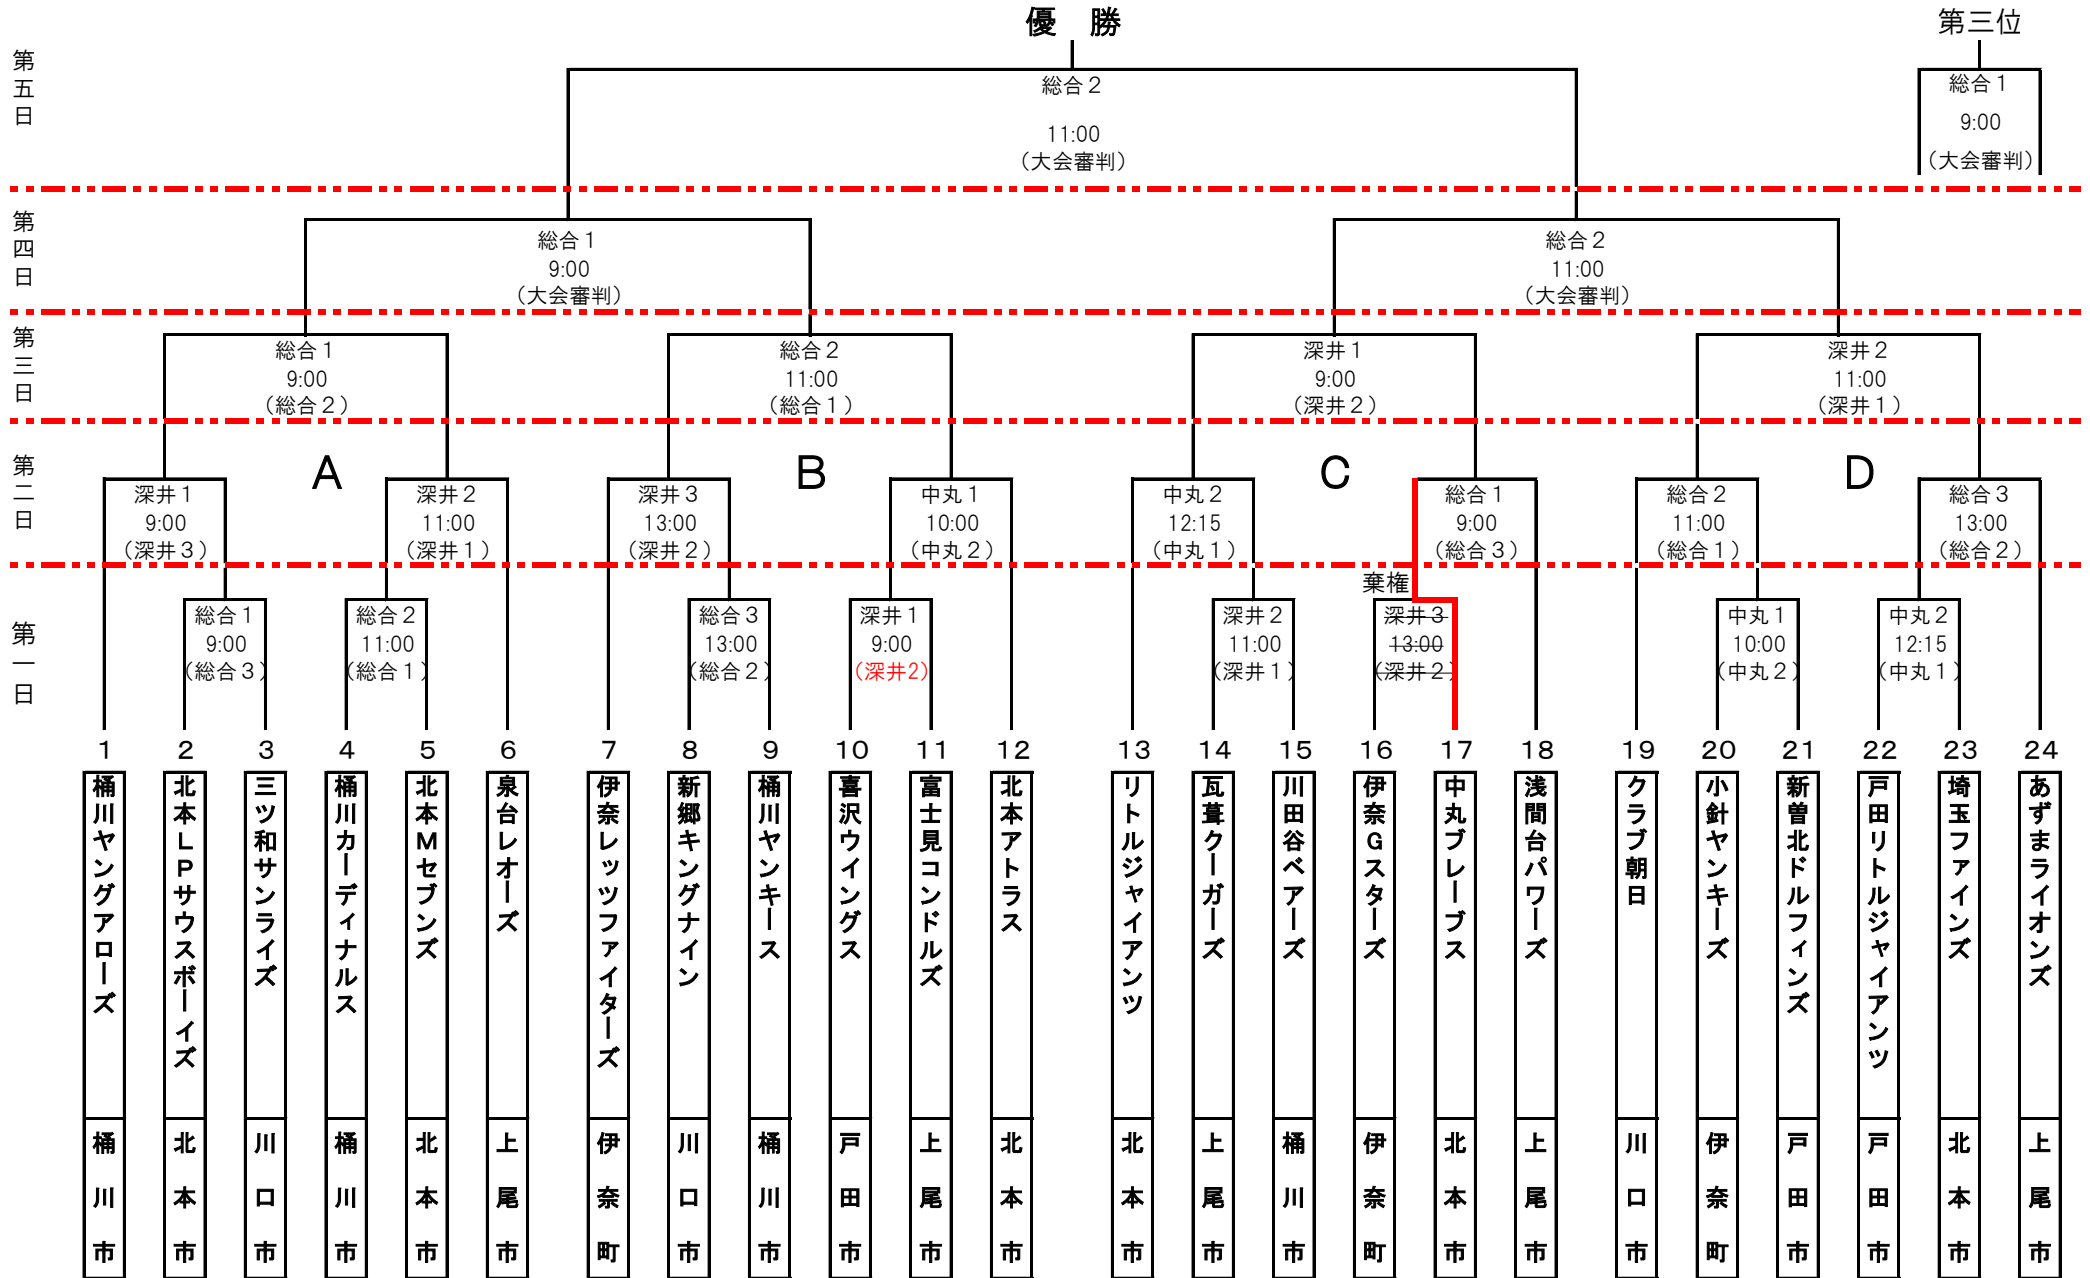 優　勝
第三位
第五日
総合２
11:00
（大会審判）
総合１
9:00
（大会審判）
第四日
総合１
9:00
（大会審判）
総合２
11:00
（大会審判）
第三日
総合１
9:00
（総合２）
総合２
11:00
（総合１）
深井１
9:00
（深井２）
深井２
11:00
（深井１）
第二日
A
B
C
D
深井１
9:00
（深井３）
深井２
11:00
（深井１）
深井３
13:00
（深井２）
中丸１
10:00
（中丸２）
中丸２
12:15
（中丸１）
総合１
9:00
（総合３）
総合２
11:00
（総合１）
総合３
13:00
（総合２）
第一日
総合１
9:00
（総合３）
総合２
11:00
（総合１）
総合３
13:00
（総合２）
深井１
9:00
（深井2）
深井２
11:00
（深井１）
棄権
深井３
13:00
（深井２）
中丸１
10:00
（中丸２）
中丸２
12:15
（中丸１）
1 2 3 4 5 6 7 8 9 10 11 12 13 14 15 16 17 18 19 20 21 22 23 24
桶川ヤングアローズ
北本ＬＰサウスボーイズ
三ツ和サンライズ
桶川カーディナルス
北本Ｍセブンズ
泉台レオーズ
伊奈レッツファイターズ
新郷キングナイン
桶川ヤンキース
喜沢ウイングス
富士見コンドルズ
北本アトラス
リトルジャイアンツ
瓦葺クーガーズ
川田谷ベアーズ
伊奈Ｇスターズ
中丸ブレーブス
浅間台パワーズ
クラブ朝日
小針ヤンキーズ
新曽北ドルフィンズ
戸田リトルジャイアンツ
埼玉ファインズ
あずまライオンズ
桶川市
北本市
川口市
桶川市
北本市
上尾市
伊奈町
川口市
桶川市
戸田市
上尾市
北本市
北本市
上尾市
桶川市
伊奈町
北本市
上尾市
川口市
伊奈町
戸田市
戸田市
北本市
上尾市